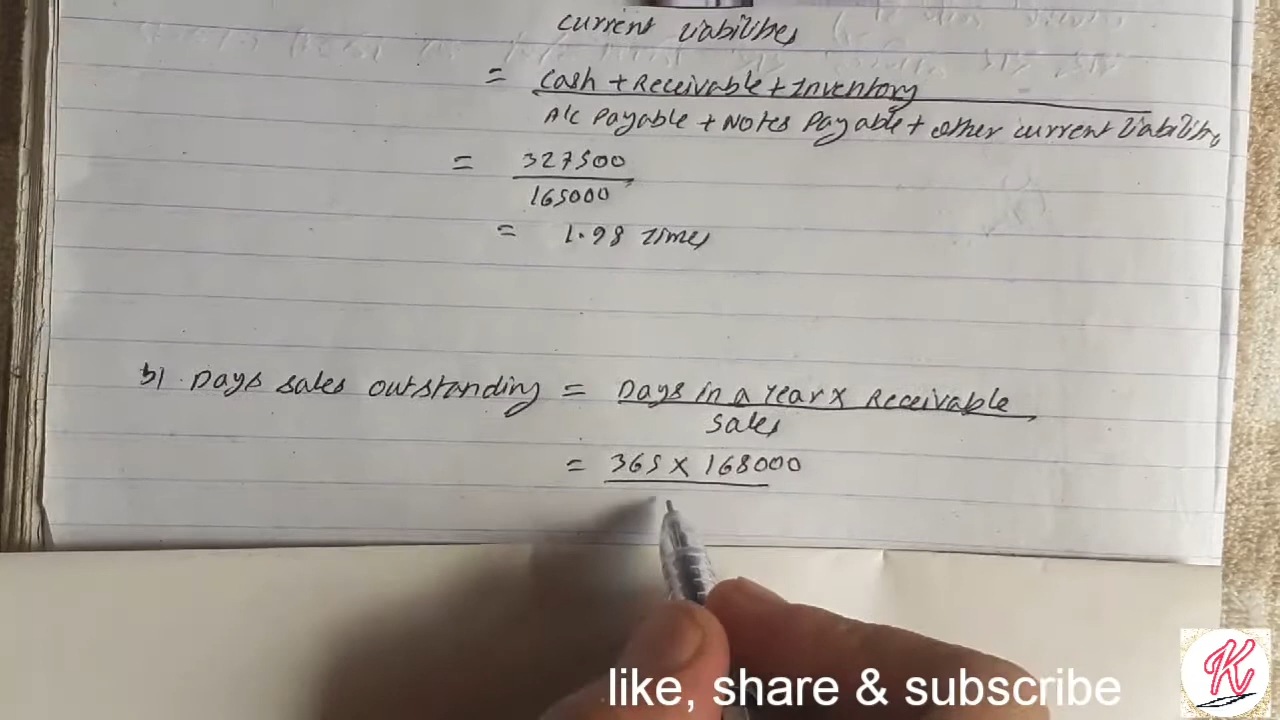 current liabilities
= Cash + Receivable + Inventory
A/c Payable + Notes Payable + other current liabilities
= 327500
165000
= 1.98 Times
b) Days sales outstanding = Days in a Year X Receivable
sales
= 365 X 168000
like, share & subscribe
K